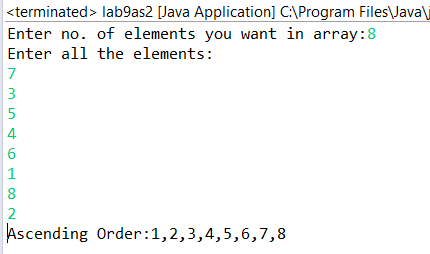 <terminated> lab9as2 [Java Application] C:\Program Files\Java\j
Enter no. of elements you want in array:8
Enter all the elements:
7
3
5
4
6
1
8
2
Ascending Order:1,2,3,4,5,6,7,8